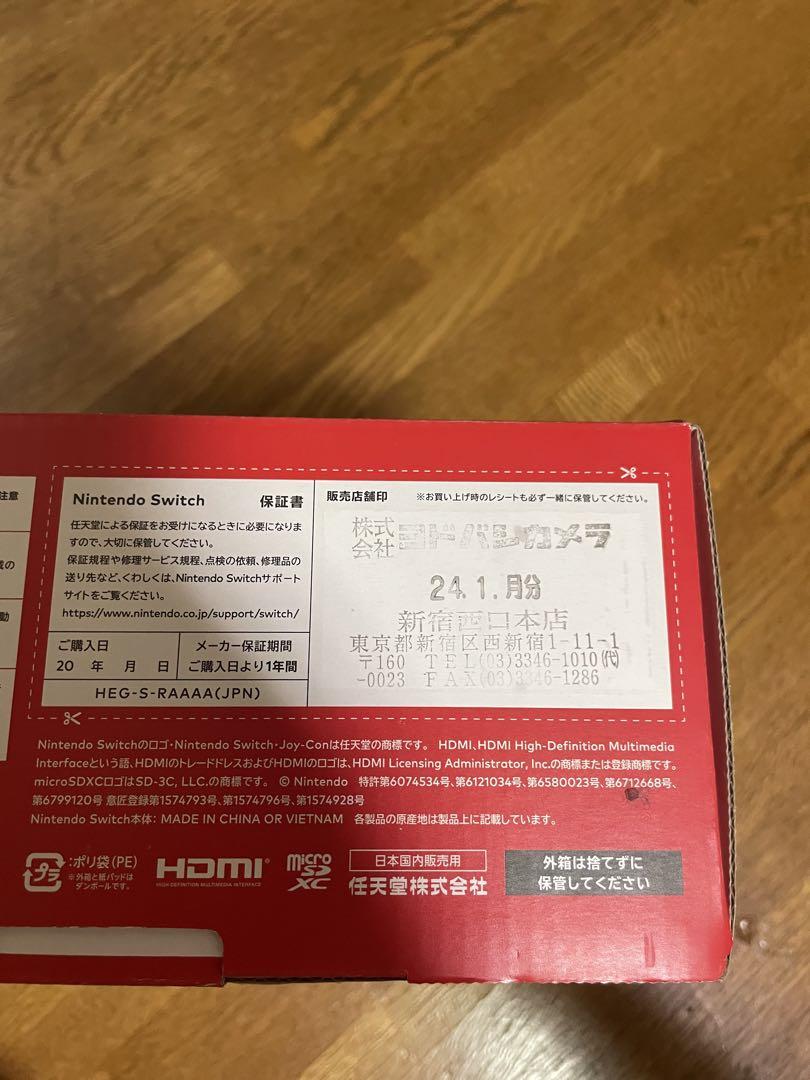 注意
載の
動
Nintendo Switch 保証書
任天堂による保証をお受けになるときに必要になりま
すので、大切に保管してください。
保証規程や修理サービス規程、点検の依頼、修理品の
送り先など、くわしくは、Nintendo Switchサポート
サイトをご覧ください。
https://www.nintendo.co.jp/support/switch/
ご購入日
20 年 月 日
メーカー保証期間
ご購入日より1年間
HEG-S-RAAAA(JPN)
販売店舗印 ※お買い上げ時のレシートも必ず一緒に保管してください。
株式会社 ヨドバシカメラ
24.1.月分
新宿西口本店
東京都新宿区西新宿1-11-1
〒160 TEL(03)3346-1010(代)
-0023 FAX(03)3346-1286
Nintendo Switchのロゴ・Nintendo Switch・Joy-Conは任天堂の商標です。 HDMI、HDMI High-Definition Multimedia
Interfaceという語、HDMIのトレードドレスおよびHDMIのロゴは、HDMI Licensing Administrator, Inc.の商標または登録商標です。
microSDXCロゴはSD-3C, LLC.の商標です。 © Nintendo 特許第6074534号、第6121034号、第6580023号、第6712668号、
第6799120号 意匠登録第1574793号、第1574796号、第1574928号
Nintendo Switch本体: MADE IN CHINA OR VIETNAM 各製品の原産地は製品上に記載しています。
プラ
:ポリ袋(PE)
※外箱と紙パッドは
ダンボールです。
HDMI®
HIGH-DEFINITION MULTIMEDIA INTERFACE
micro
SD
XC
日本国内販売用
任天堂株式会社
外箱は捨てずに
保管してください